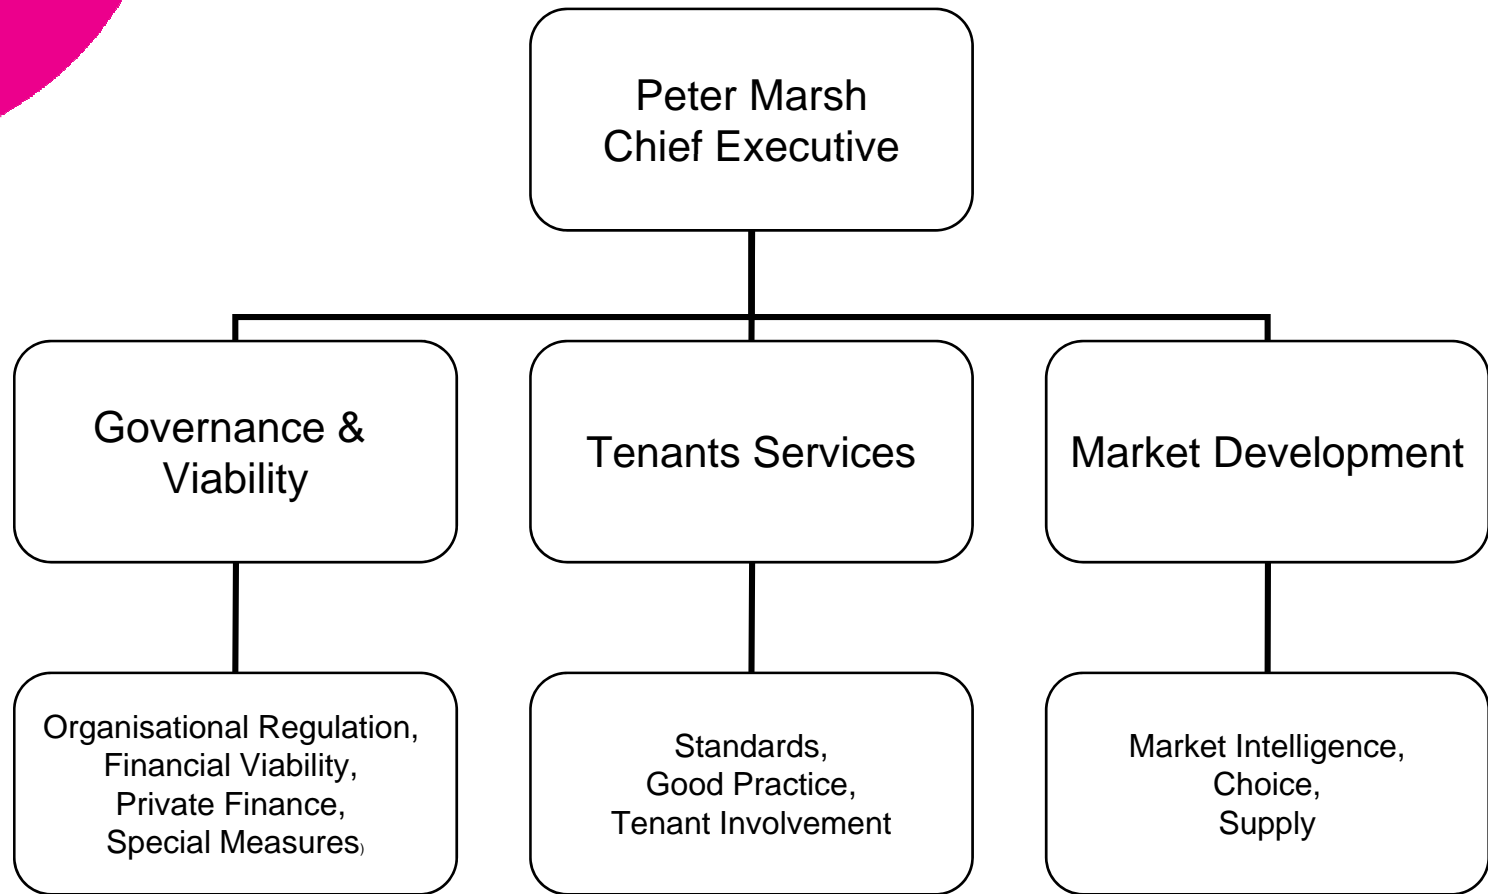 Peter Marsh
Chief Executive
Governance &
Viability
Tenants Services
Market Development
Organisational Regulation,
Financial Viability,
Private Finance,
Special Measures)
Standards,
Good Practice,
Tenant Involvement
Market Intelligence,
Choice,
Supply